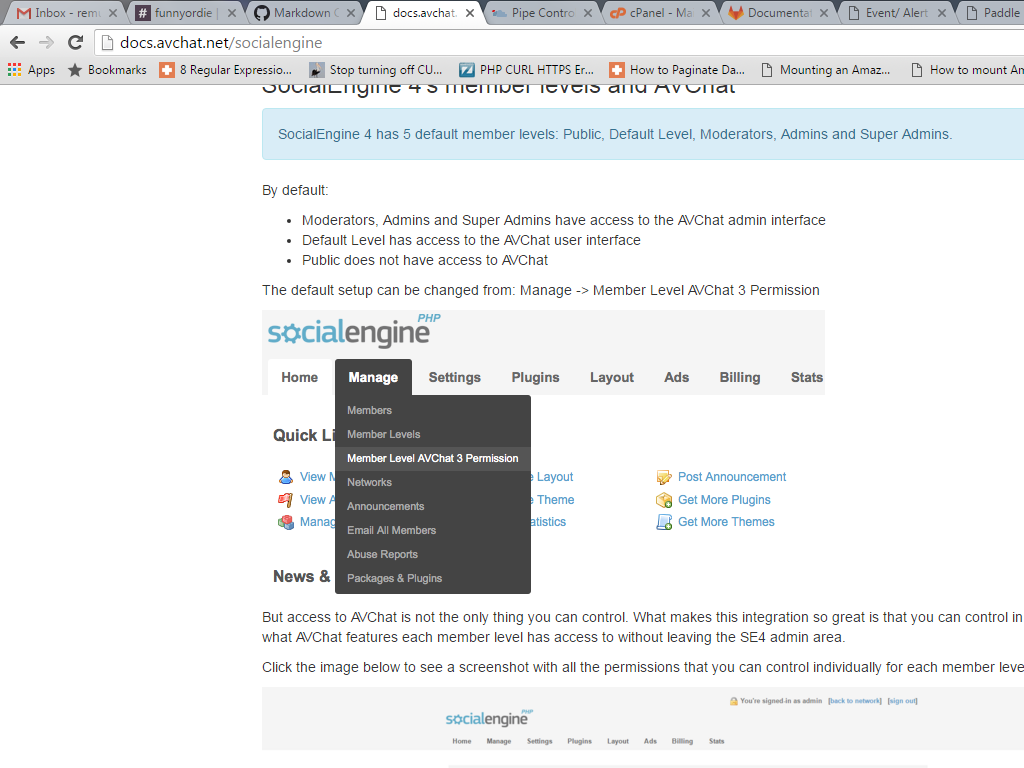 Inbox - rem
funnyordie |
Markdown
docs.avchat.
Pipe Contro
cPanel - Ma
Documenta
Event/ Alert
Paddle
docs.avchat.net/socialengine
Apps
Bookmarks
8 Regular Expressio...
Stop turning off CU...
PHP CURL HTTPS Er...
How to Paginate Da...
Mounting an Amaz...
How to mount Am
SocialEngine 4's member levels and AVChat
SocialEngine 4 has 5 default member levels: Public, Default Level, Moderators, Admins and Super Admins.
By default:
• Moderators, Admins and Super Admins have access to the AVChat admin interface
• Default Level has access to the AVChat user interface
• Public does not have access to AVChat
The default setup can be changed from: Manage -> Member Level AVChat 3 Permission
socialengine PHP
Home Manage Settings Plugins Layout Ads Billing Stats
Members
Quick Li
Member Levels
Member Level AVChat 3 Permission
View M
e Layout
Post Announcement
Networks
View A
e Theme
Get More Plugins
Announcements
Manag
atistics
Get More Themes
Email All Members
Abuse Reports
News &
Packages & Plugins
But access to AVChat is not the only thing you can control. What makes this integration so great is that you can control in
what AVChat features each member level has access to without leaving the SE4 admin area.
Click the image below to see a screenshot with all the permissions that you can control individually for each member leve
You're signed-in as admin [back to network] [sign out]
socialengine PHP
Home Manage Settings Plugins Layout Ads Billing Stats